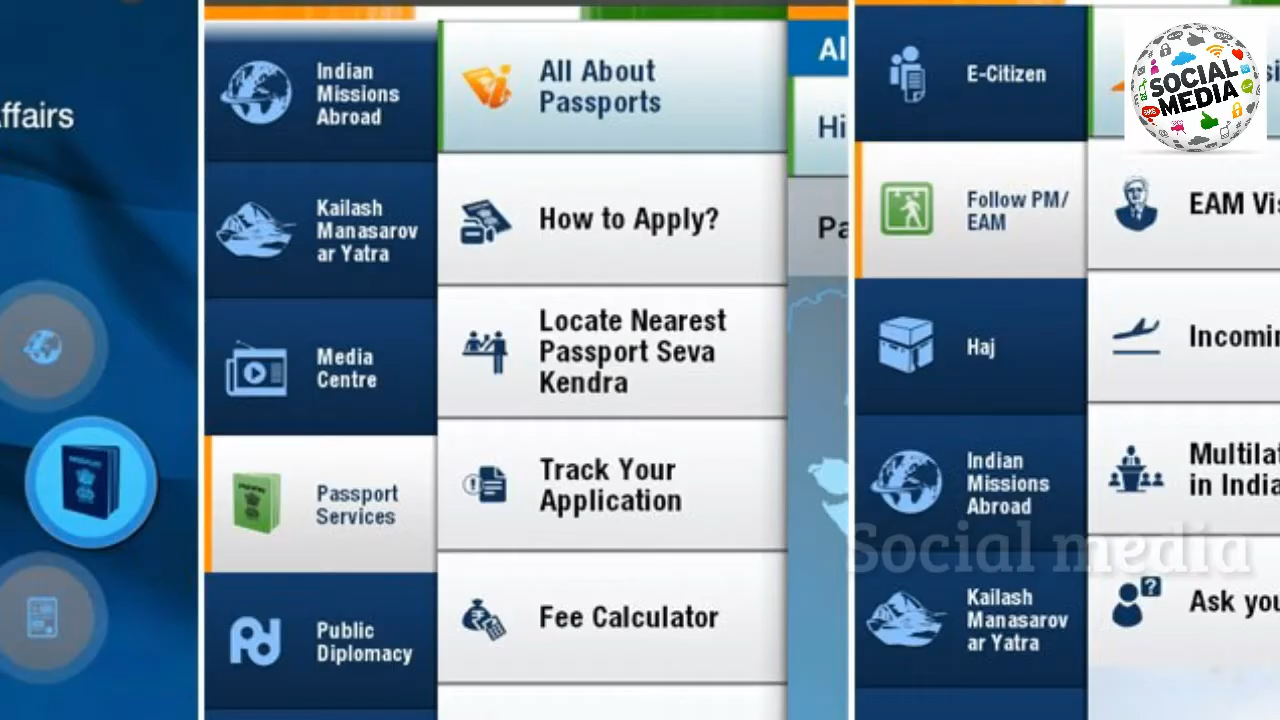 ffairs
Indian
Missions
Abroad
Kailash
Manasarov
ar Yatra
Media
Centre
Passport
Services
Public
Diplomacy
All About
Passports
How to Apply?
Locate Nearest
Passport Seva
Kendra
Track Your
Application
Fee Calculator
Al
Hi
Pa
E-Citizen
Follow PM/
EAM
Haj
Indian
Missions
Abroad
Kailash
Manasarov
ar Yatra
EAM Vis
Incomin
Multilat
in India
Ask you
SOCIAL
MEDIA
Social media